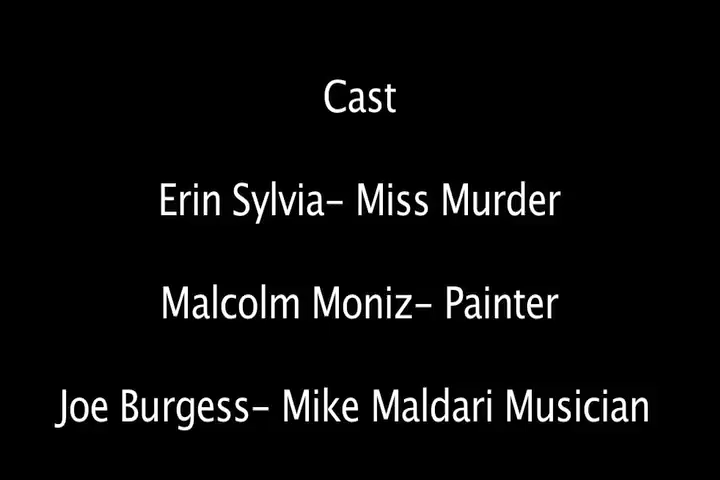 Cast
Erin Sylvia- Miss Murder
Malcolm Moniz- Painter
Joe Burgess- Mike Maldari Musician